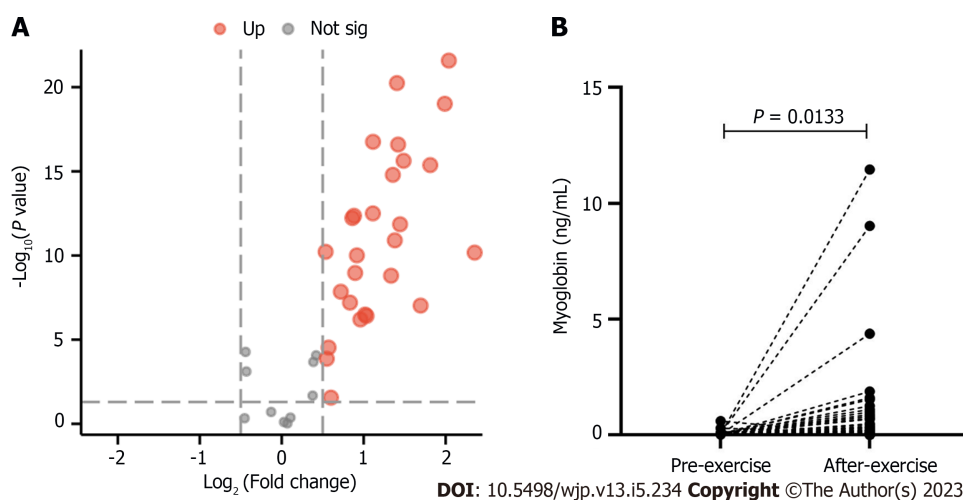 A
Up Not sig
20
15
10
5
0
-Log10(P value)
-2 -1 0 1 2
Log2 (Fold change)
B
15
10
5
0
Myoglobin (ng/mL)
P = 0.0133
Pre-exercise After-exercise
DOI: 10.5498/wjp.v13.i5.234 Copyright ©The Author(s) 2023